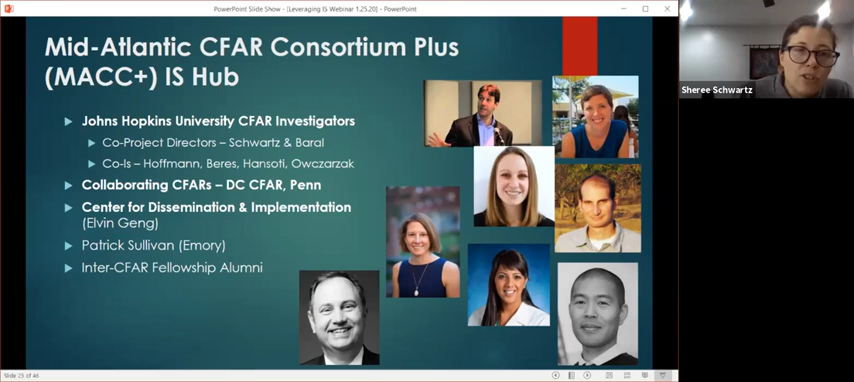 PowerPoint Slide Show - [Leveraging IS Webinar 1.25.20] - PowerPoint
Mid-Atlantic CFAR Consortium Plus
(MACC+) IS Hub
Johns Hopkins University CFAR Investigators
Co-Project Directors – Schwartz & Baral
Co-Is – Hoffmann, Beres, Hansoti, Owczarzak
Collaborating CFARs – DC CFAR, Penn
Center for Dissemination & Implementation
(Elvin Geng)
Patrick Sullivan (Emory)
Inter-CFAR Fellowship Alumni
Slide 25 of 46
Sheree Schwartz